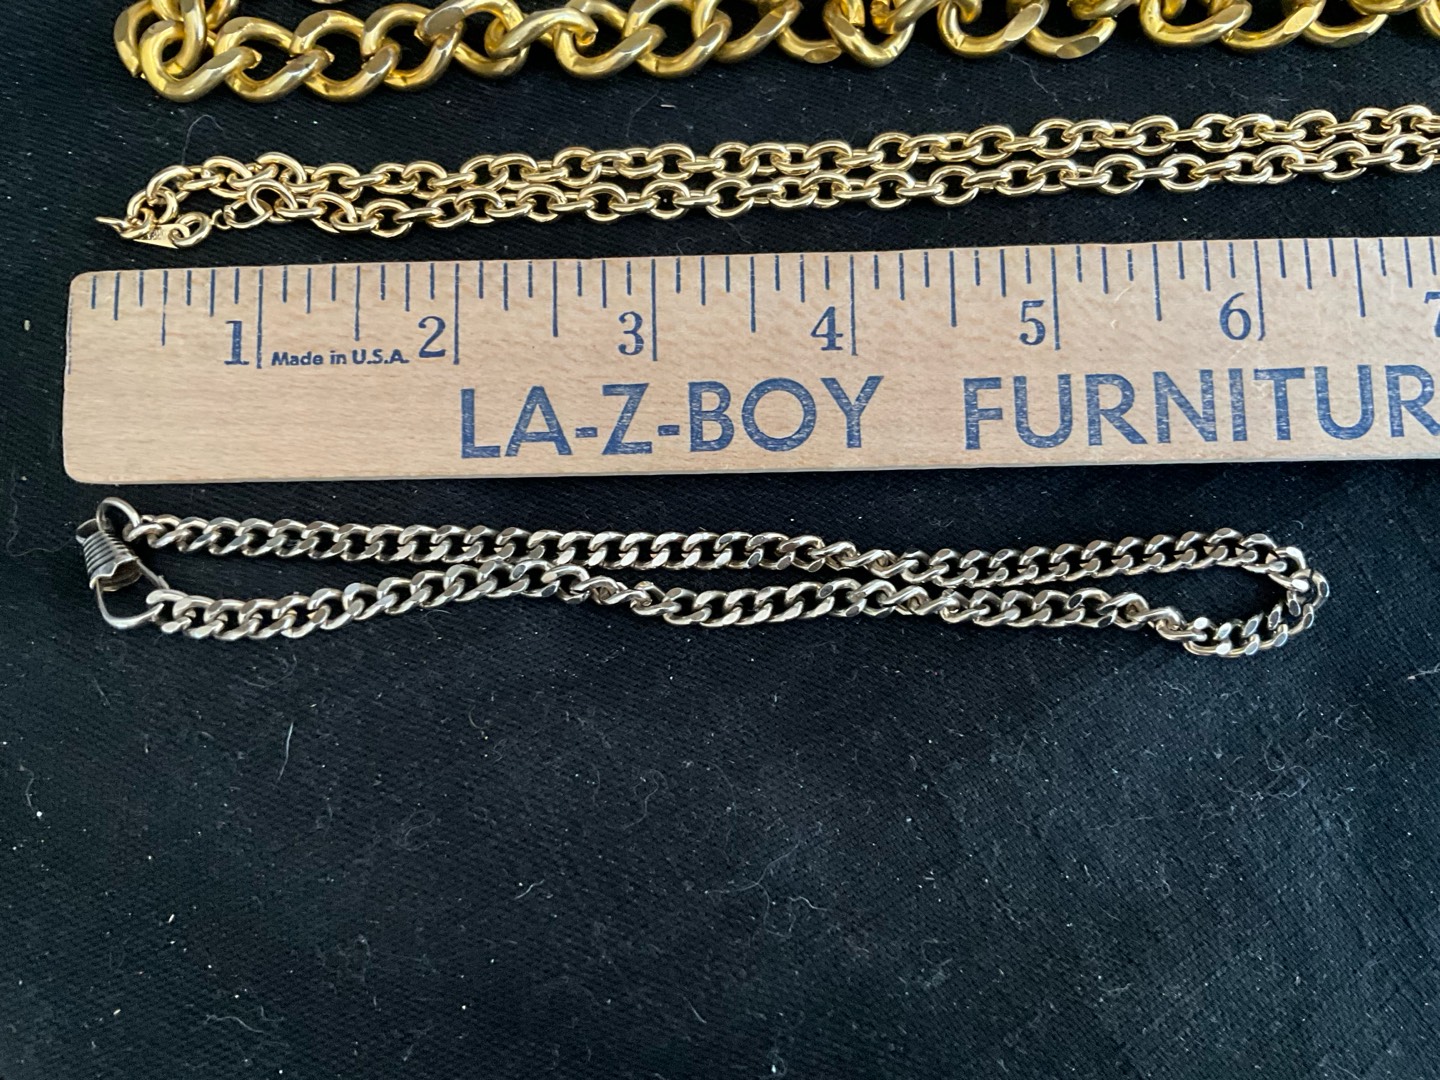 1 2 3 4 5 6 7
Made in U.S.A.
LA-Z-BOY FURNITUR